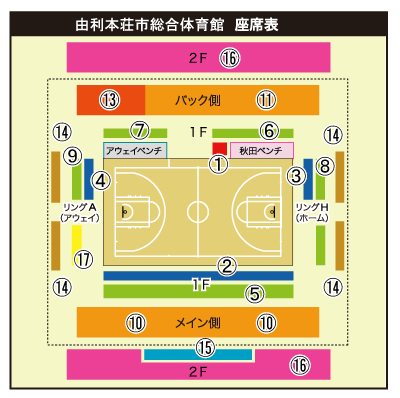 由利本荘市総合体育館 座席表
2F ⑯
⑬ バック側 ⑪
⑭ ⑦ 1F ⑥ ⑭
アウェイベンチ ① 秋田ベンチ
⑨ ④ ③ ⑧
リングA
(アウェイ)
リングH
(ホーム)
⑰ ②
1F
⑭ ⑤ ⑭
⑩ メイン側 ⑩
⑮
2F ⑯